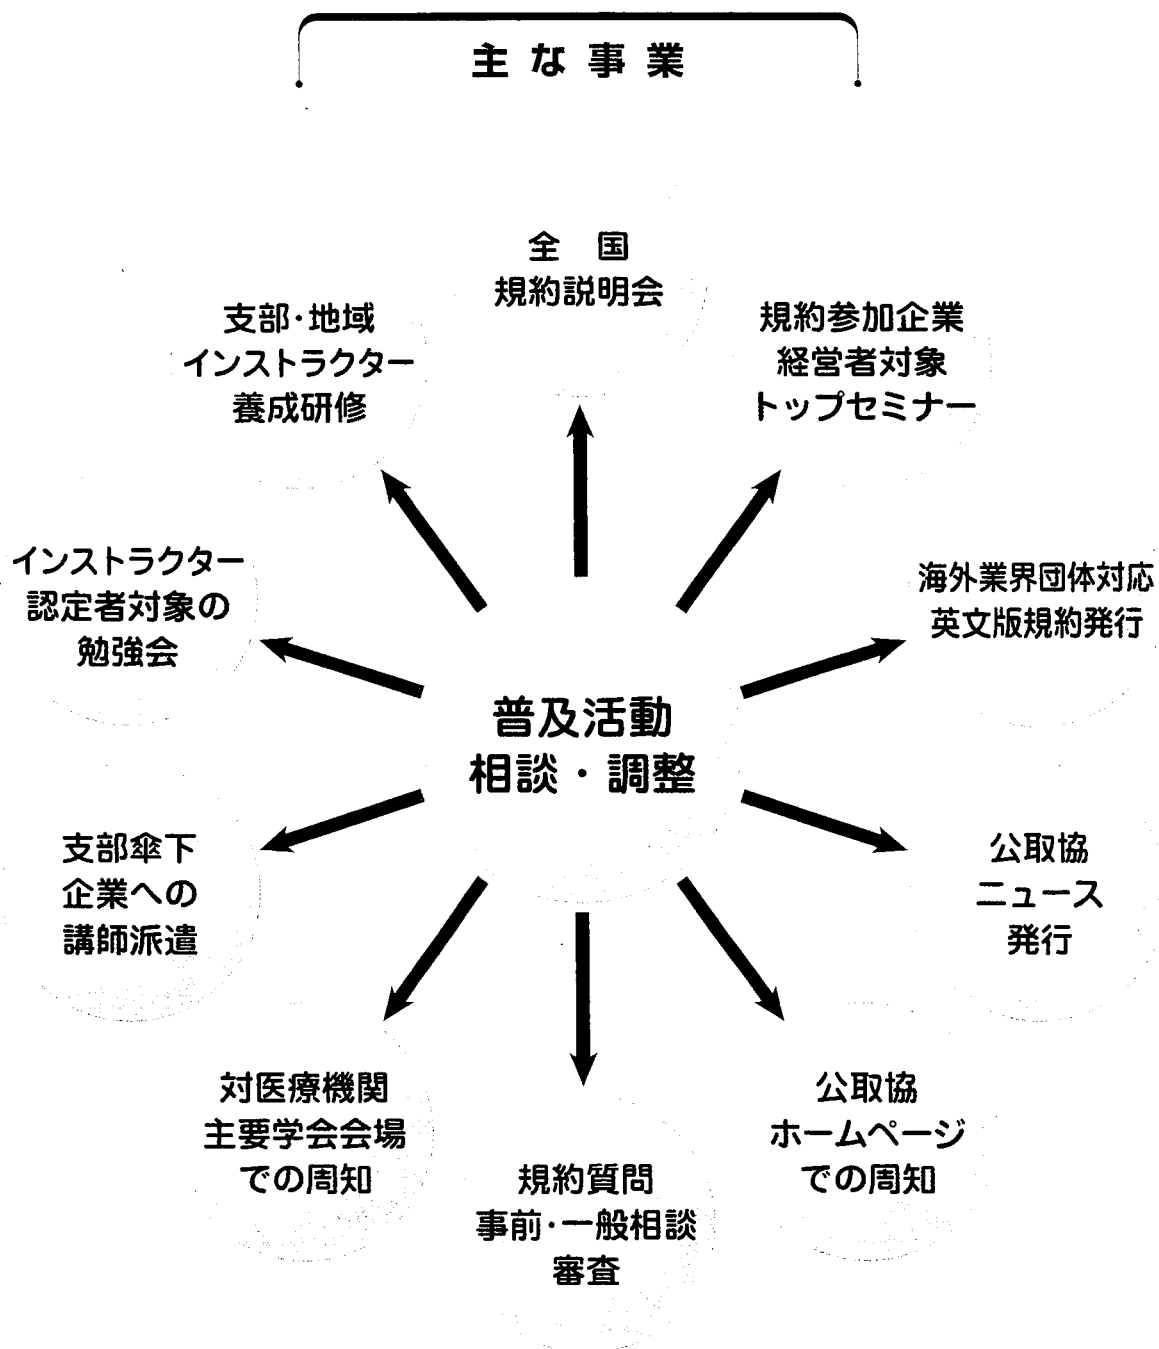 主な事業
全　国
規約説明会
規約参加企業
経営者対象
トップセミナー
海外業界団体対応
英文版規約発行
公取協
ニュース
発行
公取協
ホームページ
での周知
規約質問
事前・一般相談
審査
対医療機関
主要学会会場
での周知
支部傘下
企業への
講師派遣
インストラクター
認定者対象の
勉強会
支部・地域
インストラクター
養成研修
普及活動
相談・調整